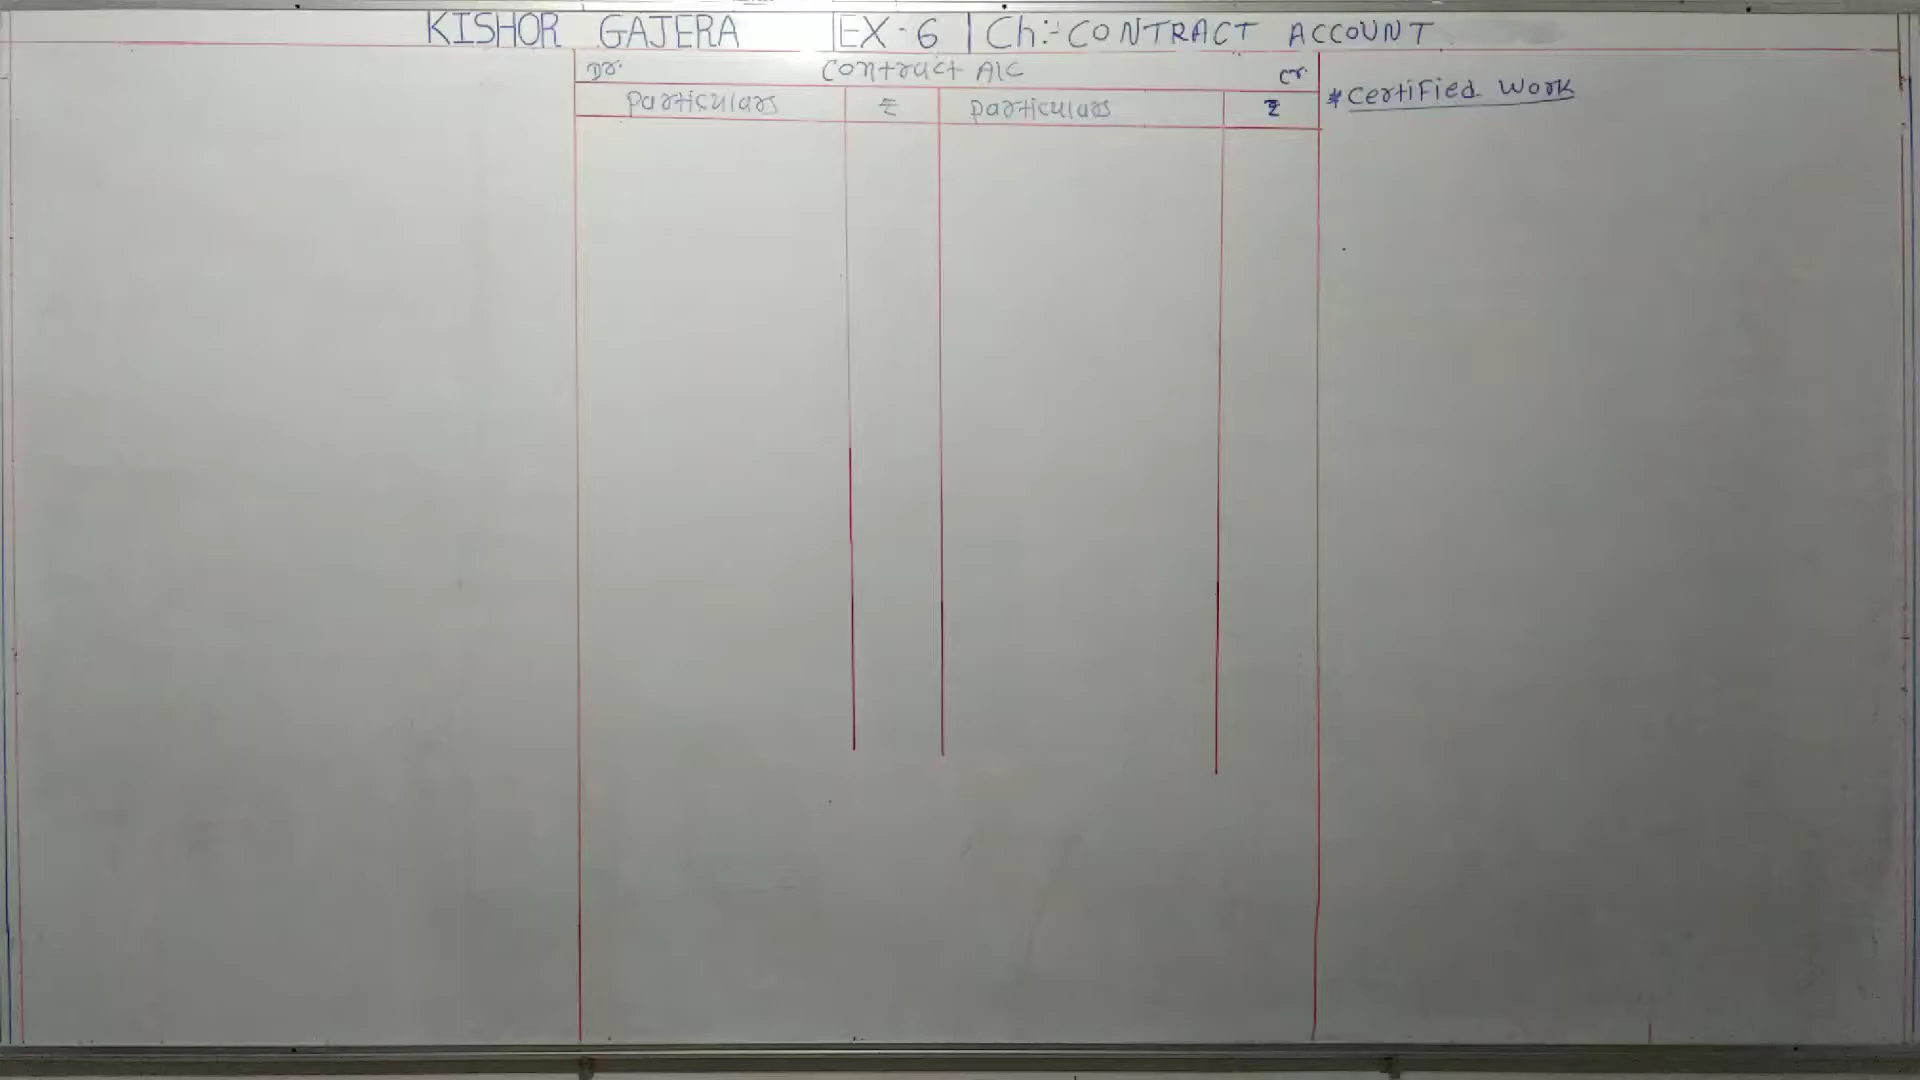 KISHOR GAJERA EX-6 Ch:- CONTRACT ACCOUNT
Dr. Contract A/C Cr.
Particulars ₹ Particulars ₹
* Certified Work